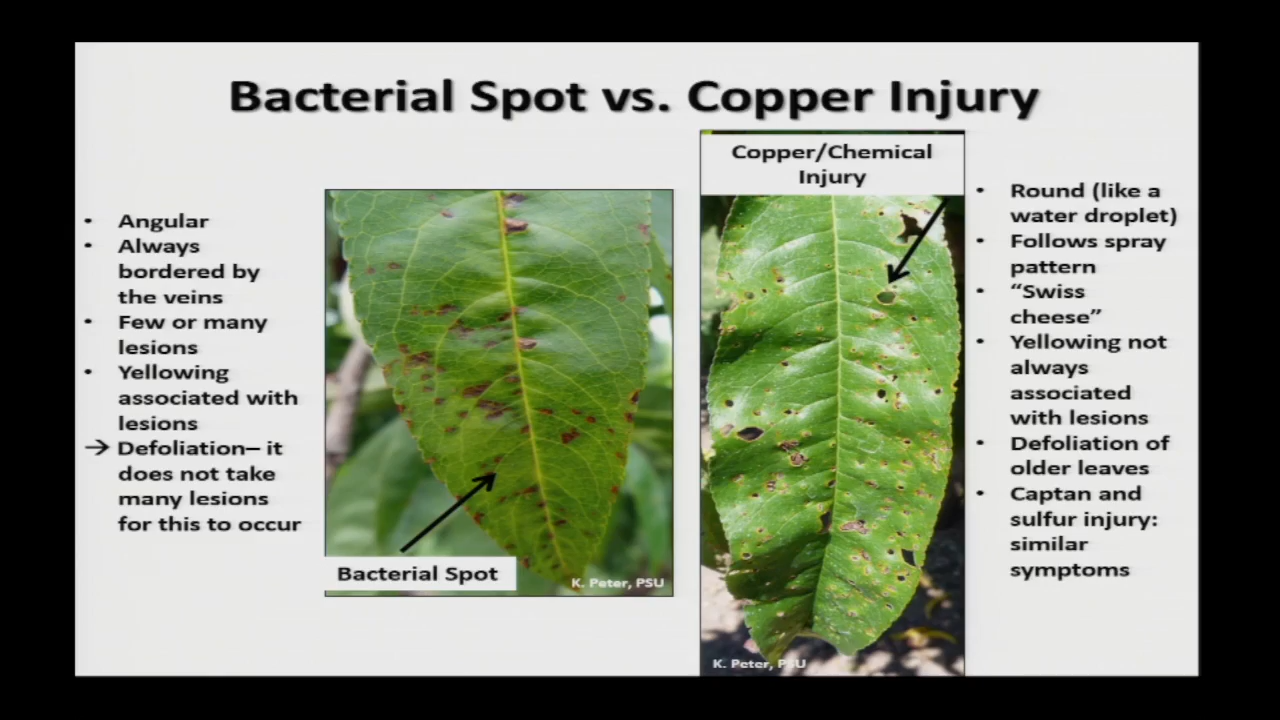 Bacterial Spot vs. Copper Injury
• Angular
• Always
bordered by
the veins
• Few or many
lesions
• Yellowing
associated with
lesions
→ Defoliation– it
does not take
many lesions
for this to occur
Bacterial Spot
K. Peter, PSU
Copper/Chemical
Injury
K. Peter, PSU
• Round (like a
water droplet)
• Follows spray
pattern
• “Swiss
cheese”
• Yellowing not
always
associated
with lesions
• Defoliation of
older leaves
• Captan and
sulfur injury:
similar
symptoms